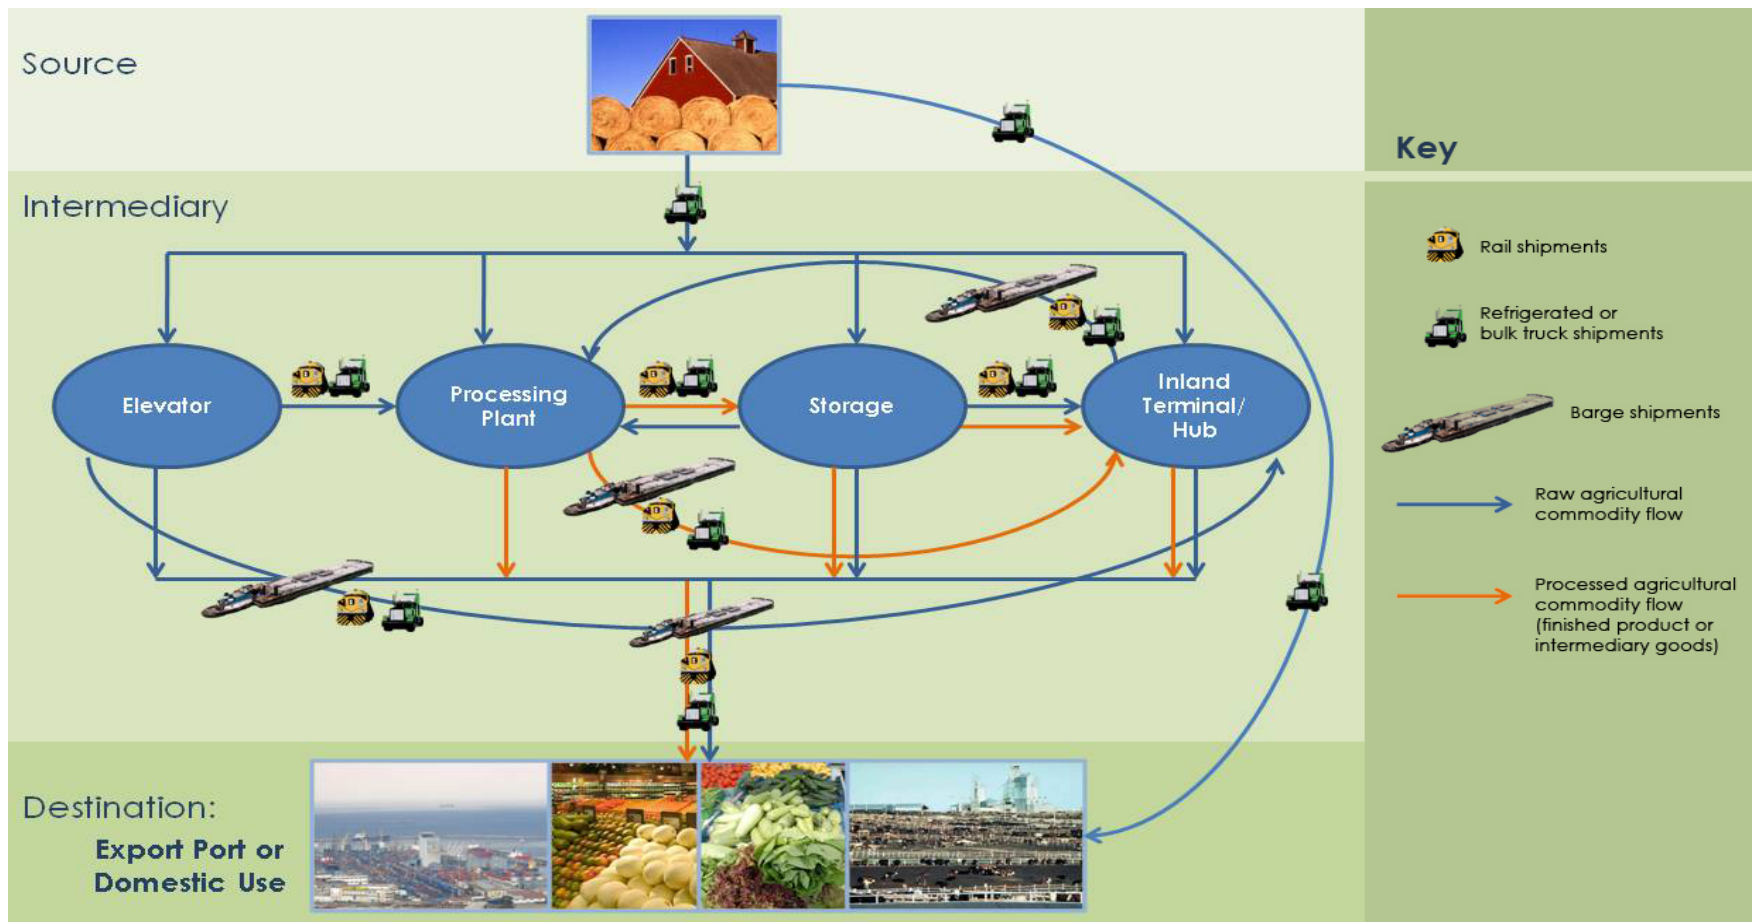 Source
Key
Intermediary
Rail shipments
Refrigerated or
bulk truck shipments
Barge shipments
Raw agricultural
commodity flow
Processed agricultural
commodity flow
(finished product or
intermediary goods)
Elevator
Processing
Plant
Storage
Inland
Terminal/
Hub
Destination:
Export Port or
Domestic Use